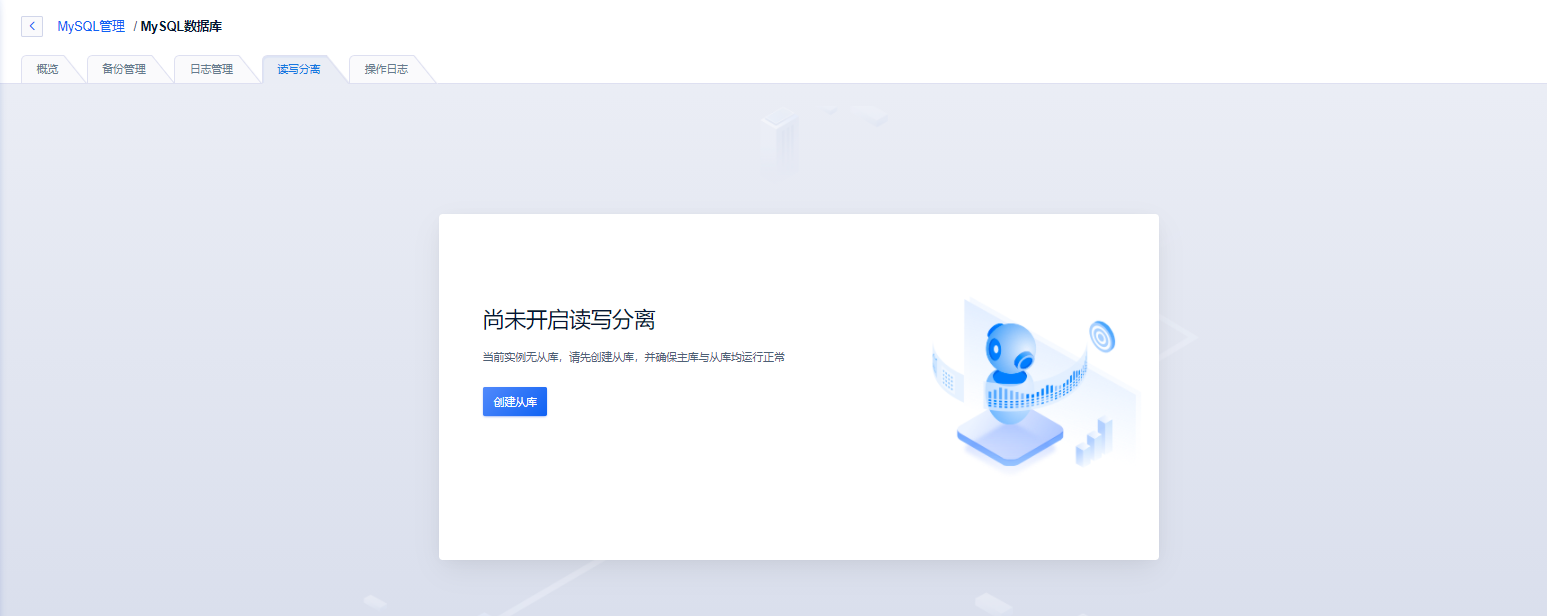 MySQL管理 / MySQL数据库
概览 备份管理 日志管理 读写分离 操作日志
尚未开启读写分离
当前实例无从库，请先创建从库，并确保主库与从库均运行正常
创建从库